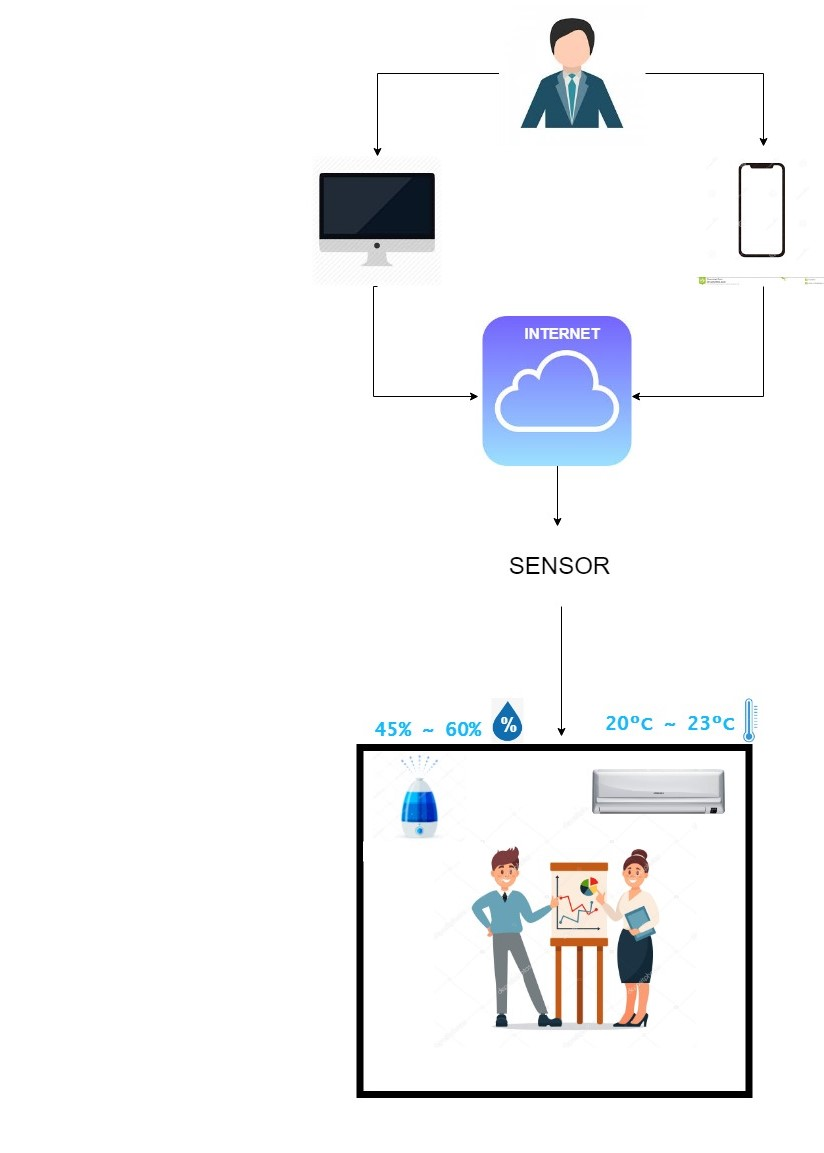 INTERNET
SENSOR
45% ~ 60%
%
20ºc ~ 23ºc